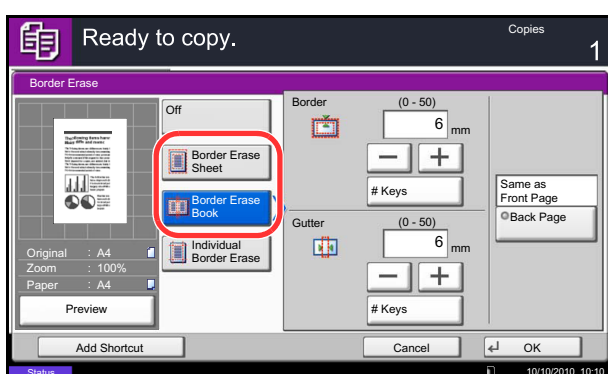 Ready to copy.
Copies
1
Border Erase
Off
Border Erase
Sheet
Border Erase
Book
Individual
Border Erase
Border
(0 - 50)
6 mm
# Keys
Gutter
(0 - 50)
6 mm
# Keys
Same as
Front Page
Back Page
Original : A4
Zoom : 100%
Paper : A4
Preview
Add Shortcut
Cancel
OK
Status
10/10/2010 10:10